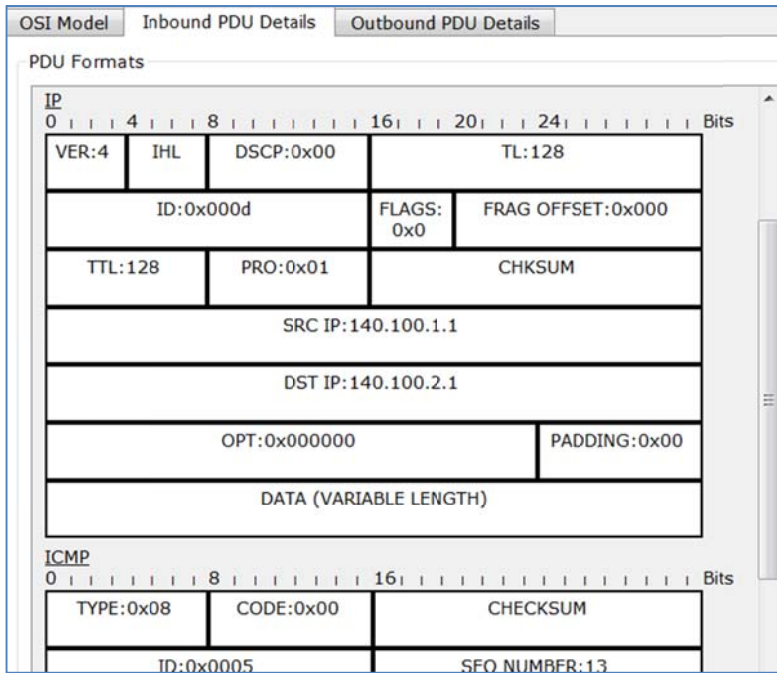 OSI Model Inbound PDU Details Outbound PDU Details
PDU Formats
IP
0 4 8 16 20 24 Bits
VER:4 IHL DSCP:0x00 TL:128
ID:0x000d FLAGS: 0x0 FRAG OFFSET:0x000
TTL:128 PRO:0x01 CHKSUM
SRC IP:140.100.1.1
DST IP:140.100.2.1
OPT:0x000000 PADDING:0x00
DATA (VARIABLE LENGTH)
ICMP
0 8 16 Bits
TYPE:0x08 CODE:0x00 CHECKSUM
ID:0x0005 SEQ NUMBER:13